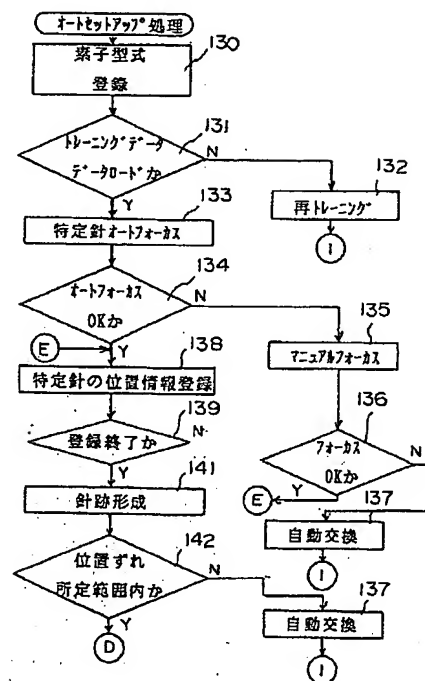 オートセットアップ処理
130
素子型式
登録
131
トレーニングデータ
データロードか
N
Y
132
再トレーニング
1
133
特定針オートフォーカス
134
オートフォーカス
OKか
N
Y
E
135
マニュアルフォーカス
136
フォーカス
OKか
N
Y
E
137
自動交換
1
138
特定針の位置情報登録
139
登録終了か
N
Y
141
針跡形成
142
位置ずれ
所定範囲内か
N
Y
D
137
自動交換
1